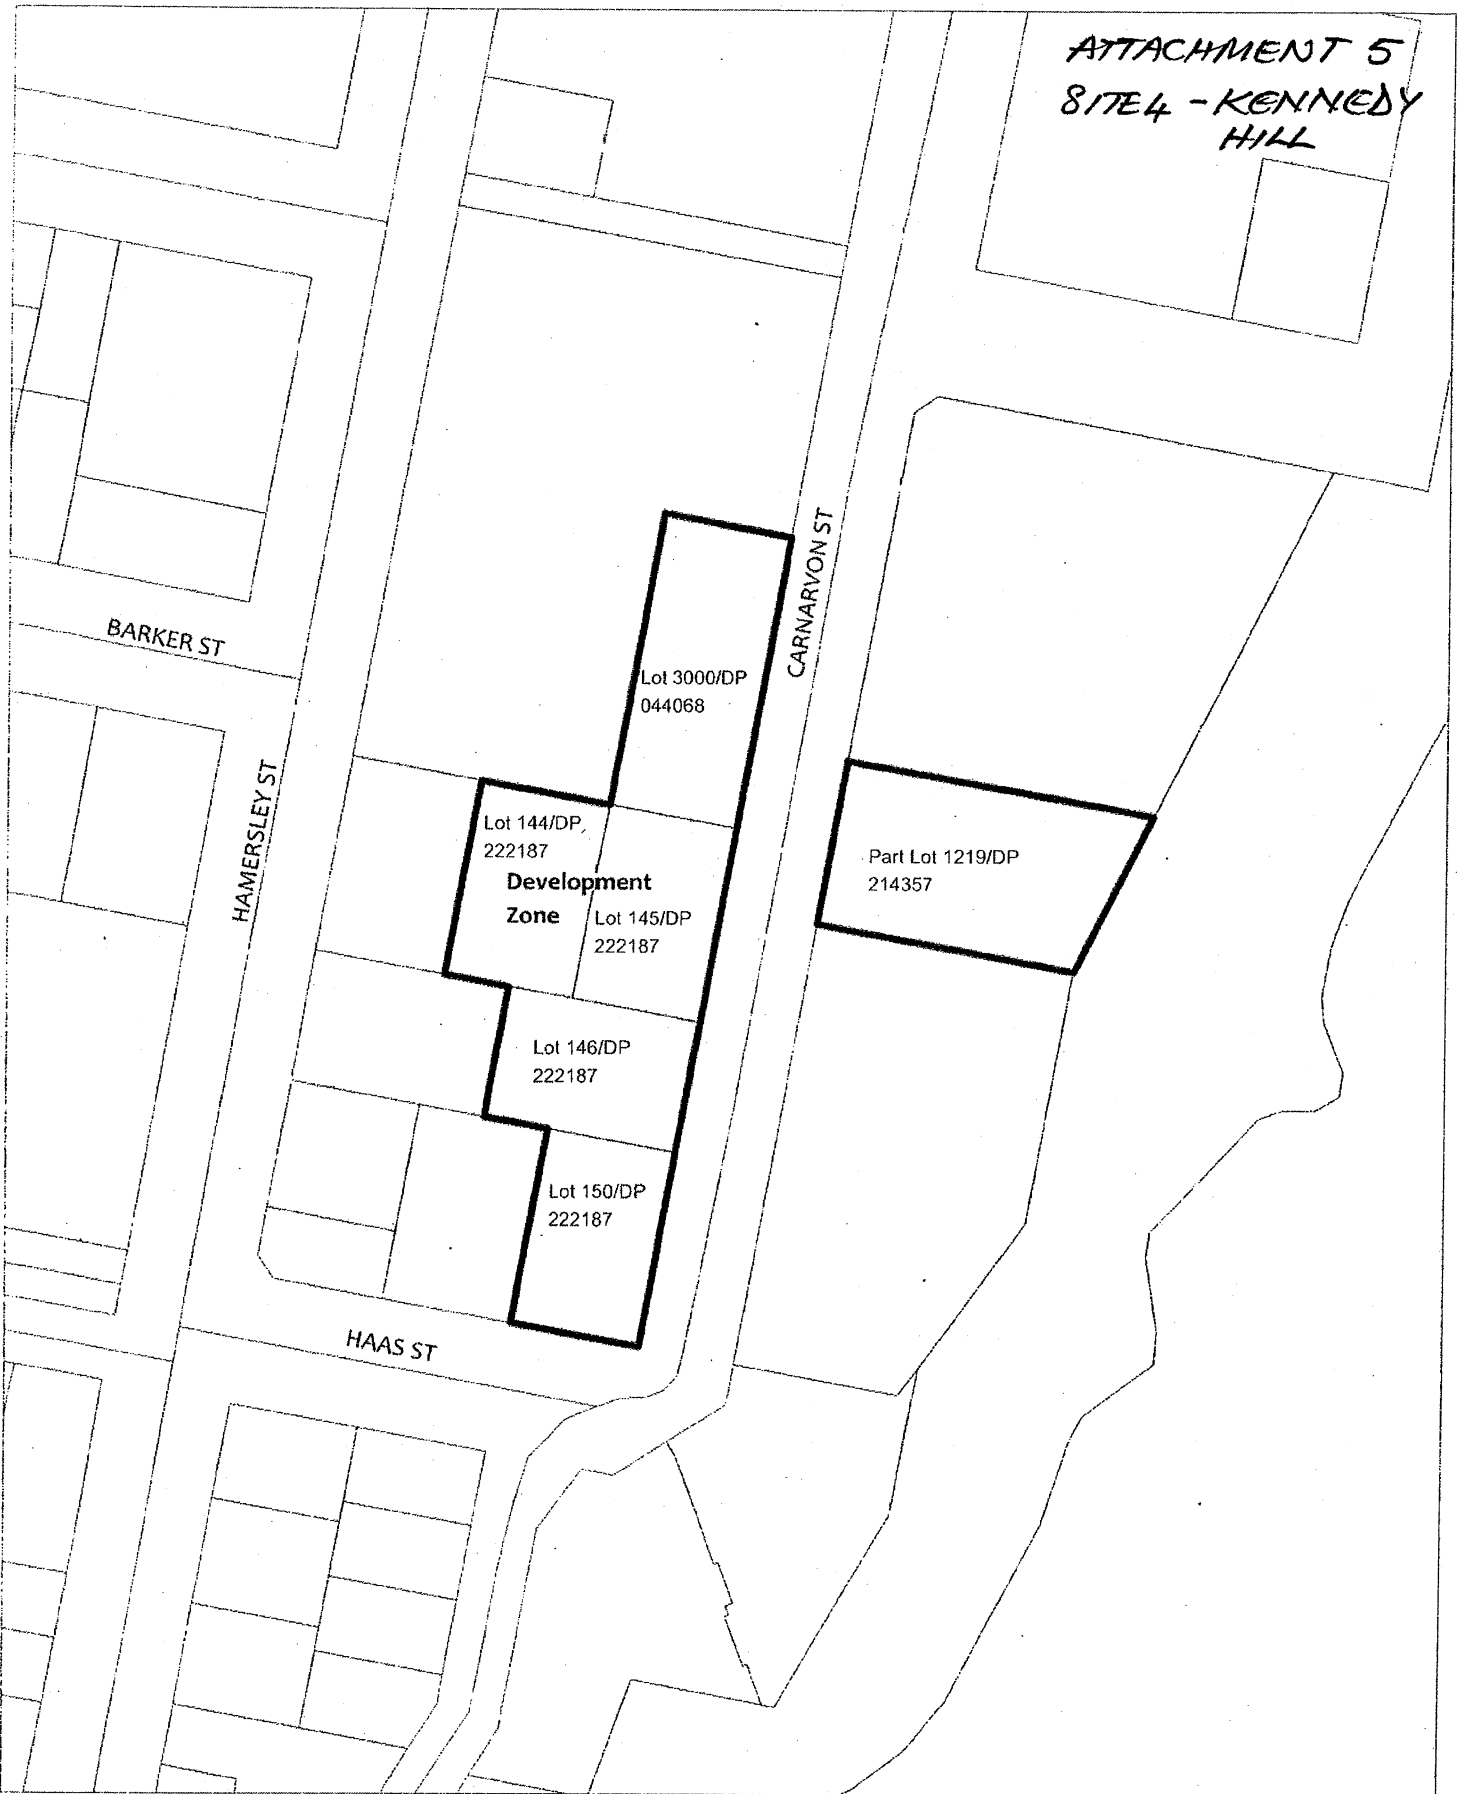 ATTACHMENT 5
SITE 4 - KENNEDY
HILL
CARNARVON ST
BARKER ST
Lot 3000/DP
044068
HAMERSLEY ST
Lot 144/DP
222187
Development
Zone
Lot 145/DP
222187
Part Lot 1219/DP
214357
Lot 146/DP
222187
Lot 150/DP
222187
HAAS ST